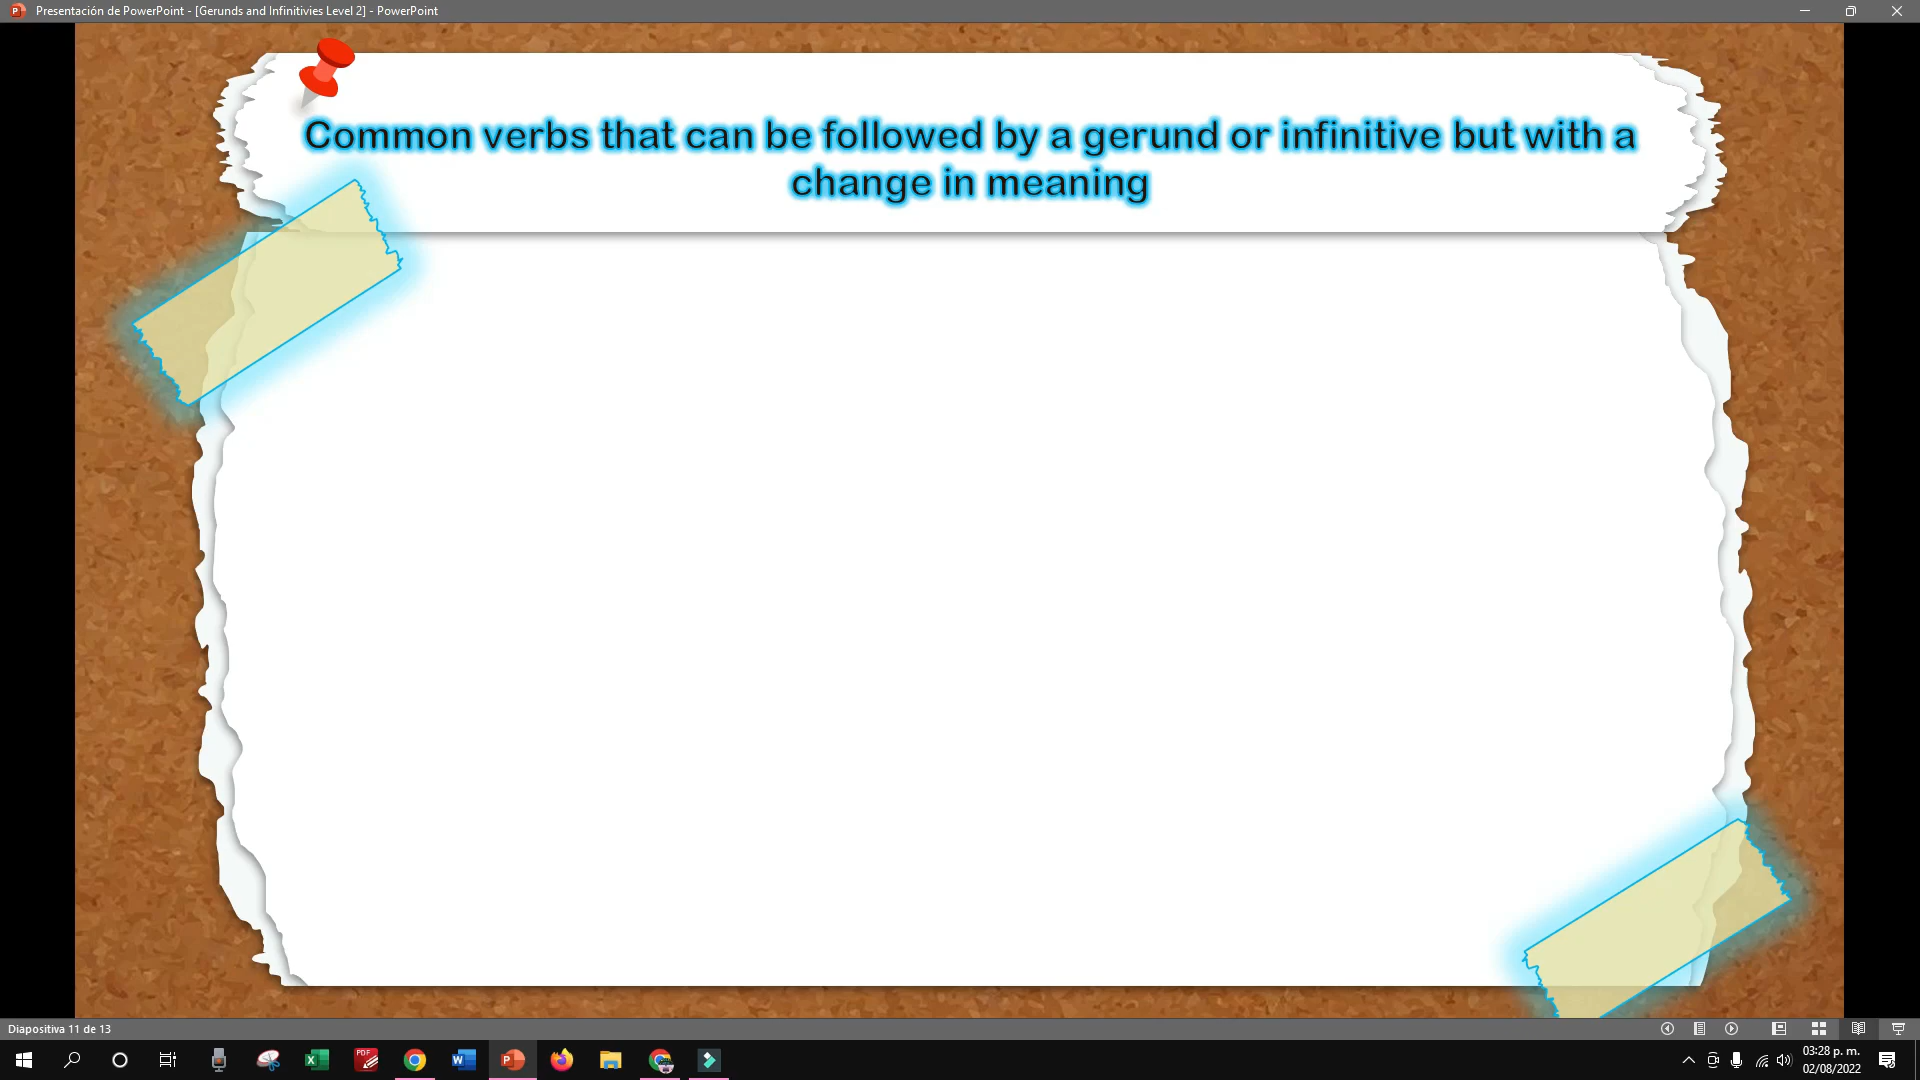 Presentación de PowerPoint - [Gerunds and Infinitivies Level 2] - PowerPoint
Common verbs that can be followed by a gerund or infinitive but with a
change in meaning
Diapositiva 11 de 13
PDF
03:28 p. m.
02/08/2022